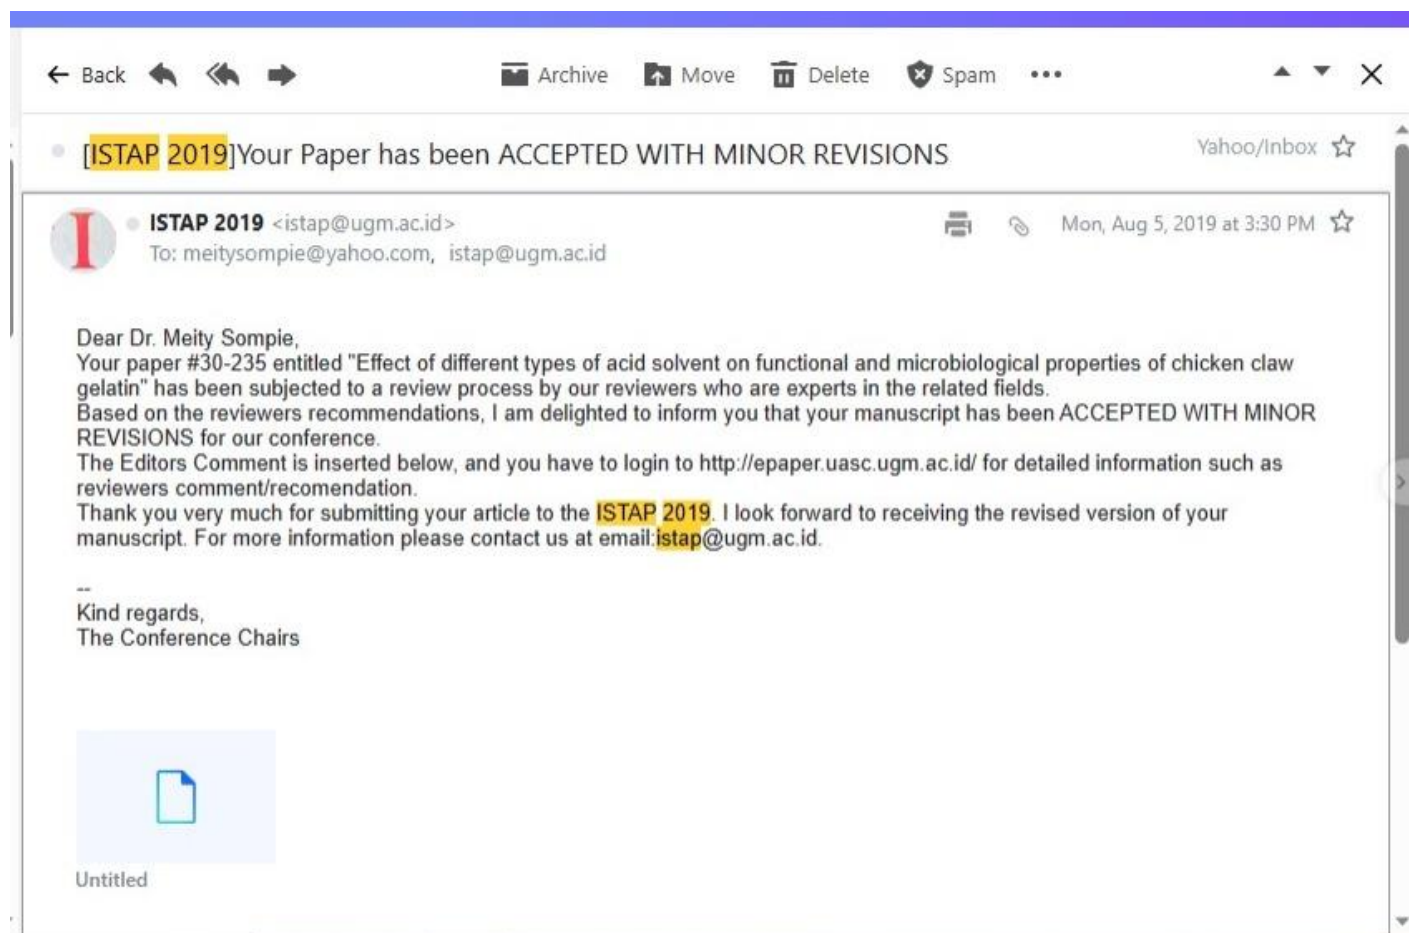 Back
Archive
Move
Delete
Spam
[ISTAP 2019]Your Paper has been ACCEPTED WITH MINOR REVISIONS
Yahoo/Inbox
I
ISTAP 2019 <istap@ugm.ac.id>
Mon, Aug 5, 2019 at 3:30 PM
To: meitysompie@yahoo.com, istap@ugm.ac.id
Dear Dr. Meity Sompie,
Your paper #30-235 entitled "Effect of different types of acid solvent on functional and microbiological properties of chicken claw
gelatin" has been subjected to a review process by our reviewers who are experts in the related fields.
Based on the reviewers recommendations, I am delighted to inform you that your manuscript has been ACCEPTED WITH MINOR
REVISIONS for our conference.
The Editors Comment is inserted below, and you have to login to http://epaper.uasc.ugm.ac.id/ for detailed information such as
reviewers comment/recomendation.
Thank you very much for submitting your article to the ISTAP 2019. I look forward to receiving the revised version of your
manuscript. For more information please contact us at email:istap@ugm.ac.id.
--
Kind regards,
The Conference Chairs
Untitled